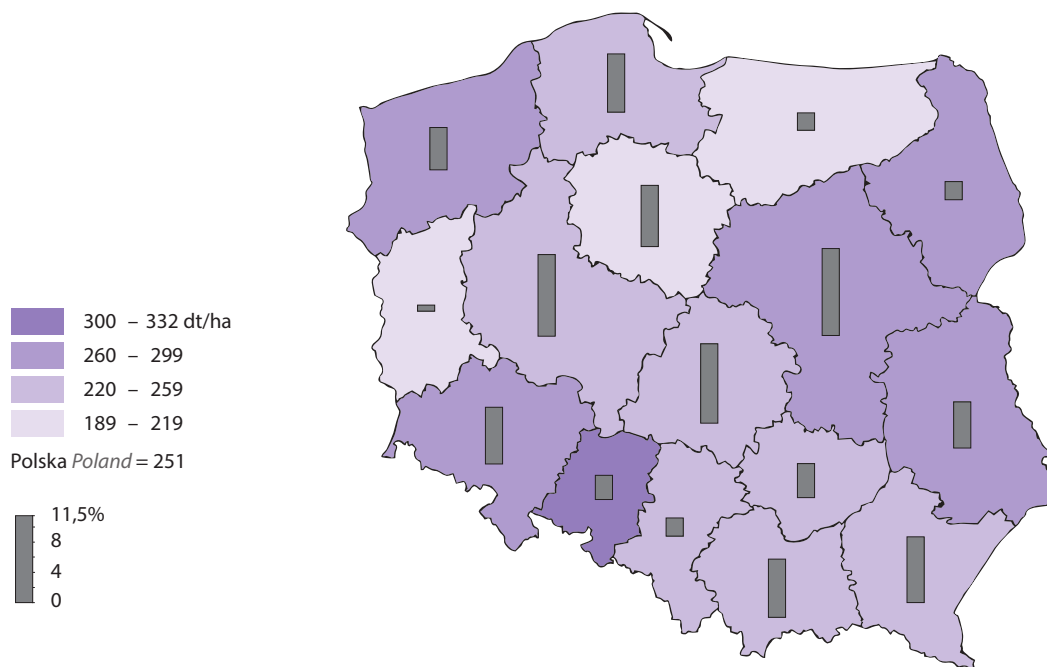 300 – 332 dt/ha
260 – 299
220 – 259
189 – 219
Polska Poland = 251
11,5%
8
4
0